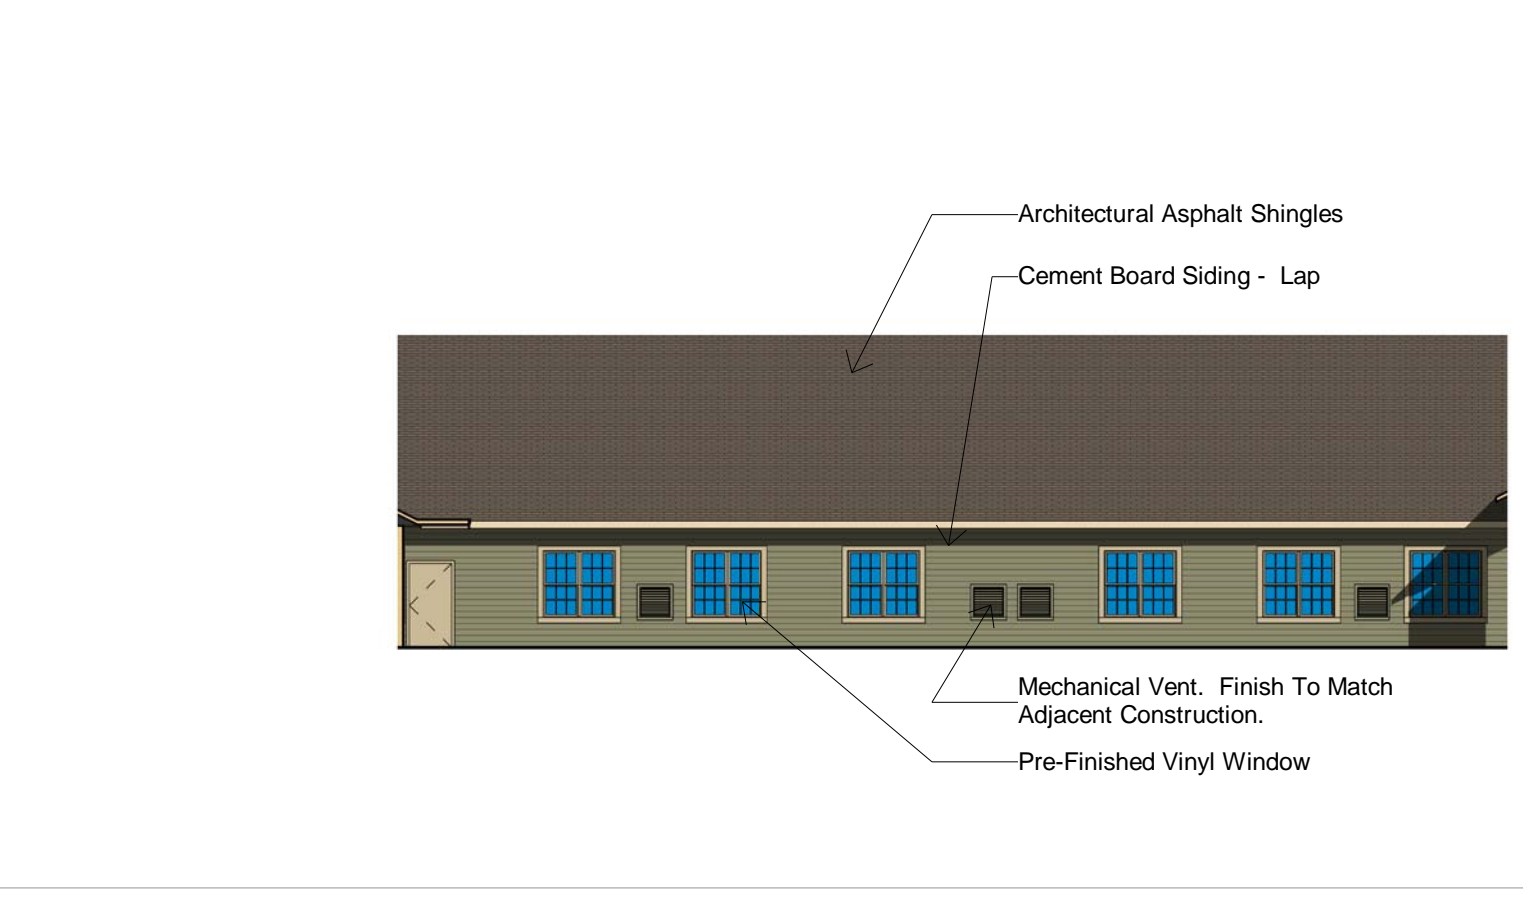 Architectural Asphalt Shingles
Cement Board Siding -  Lap
Mechanical Vent.  Finish To Match
Adjacent Construction.
Pre-Finished Vinyl Window